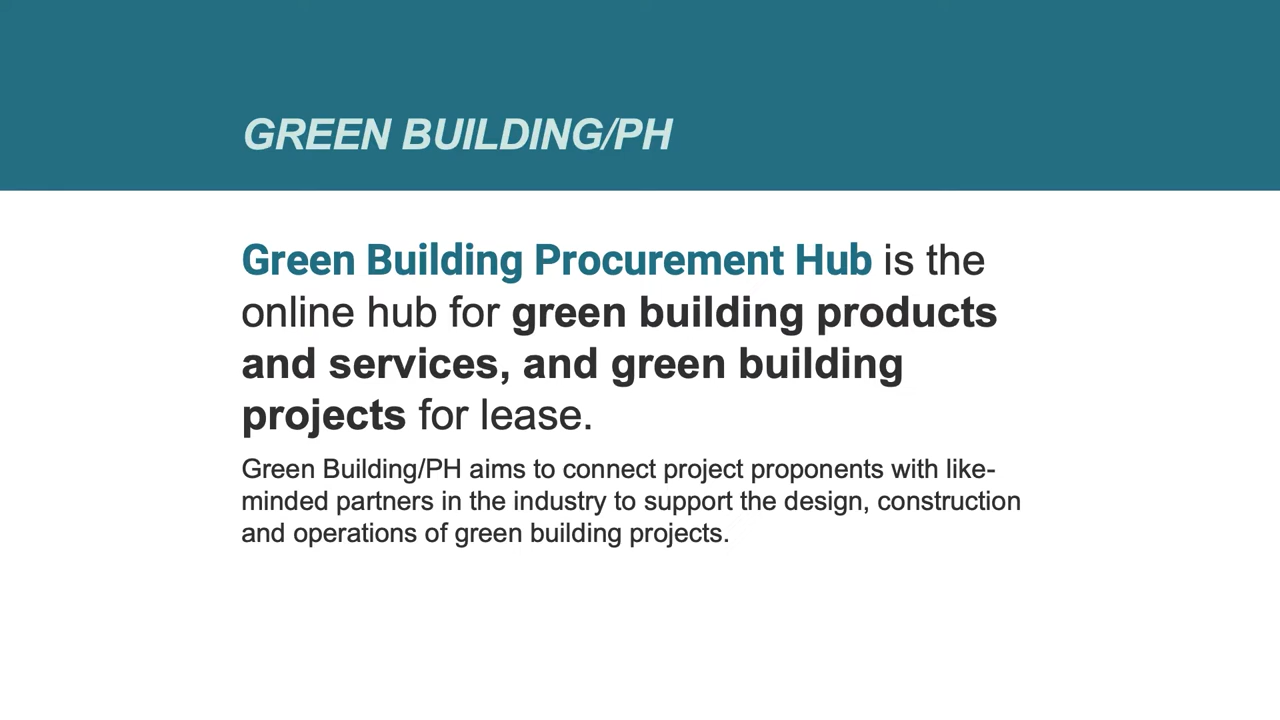 GREEN BUILDING/PH
Green Building Procurement Hub is the
online hub for green building products
and services, and green building
projects for lease.
Green Building/PH aims to connect project proponents with like-
minded partners in the industry to support the design, construction
and operations of green building projects.